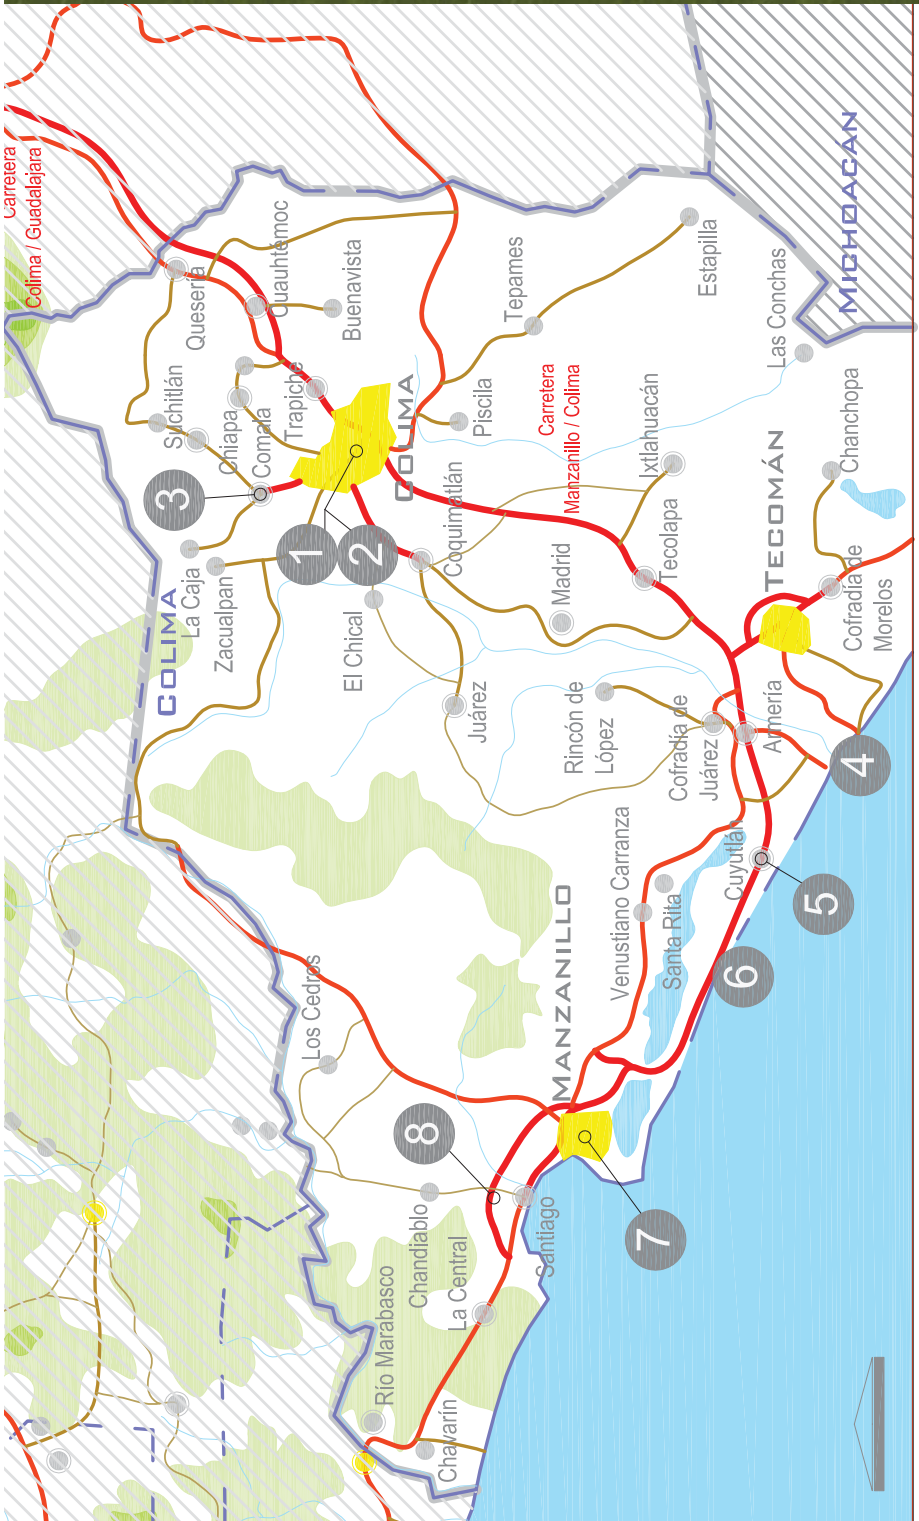 Carretera
Colima / Guadalajara
Quesería
Cuauhtemoc
Buenavista
Tepames
Estapilla
MICHOACÁN
Las Conchas
Suchitlán
Chiapa
Comala
Trapiche
COLIMA
Piscila
Carretera
Manzanillo / Colima
Ixtlahuacán
Chanchopa
TECOMÁN
3
1
2
La Caja
Zacualpan
COLIMA
El Chical
Coquimatlán
Madrid
Tecolapa
Cofradía de
Morelos
Juárez
Rincón de
López
Cofradía de
Juárez
Armería
4
Venustiano Carranza
Santa Rita
Cuyutlán
5
6
Los Cedros
MANZANILLO
8
7
Chandiablo
La Central
Santiago
Río Marabasco
Chavarín